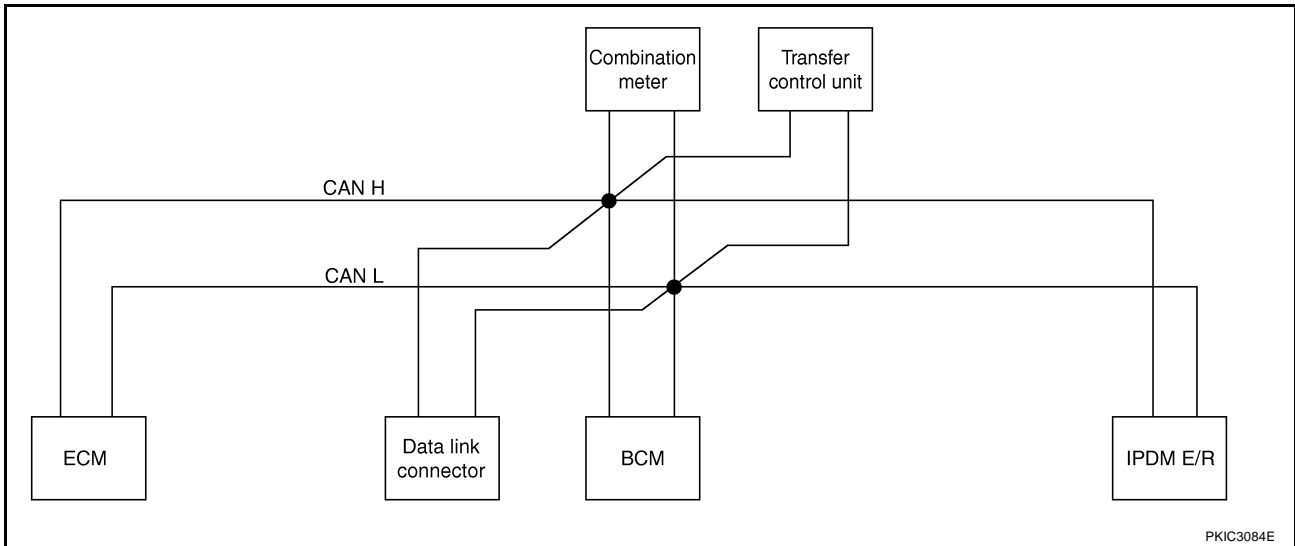 Combination
meter
Transfer
control unit
CAN H
CAN L
ECM
Data link
connector
BCM
IPDM E/R
PKIC3084E